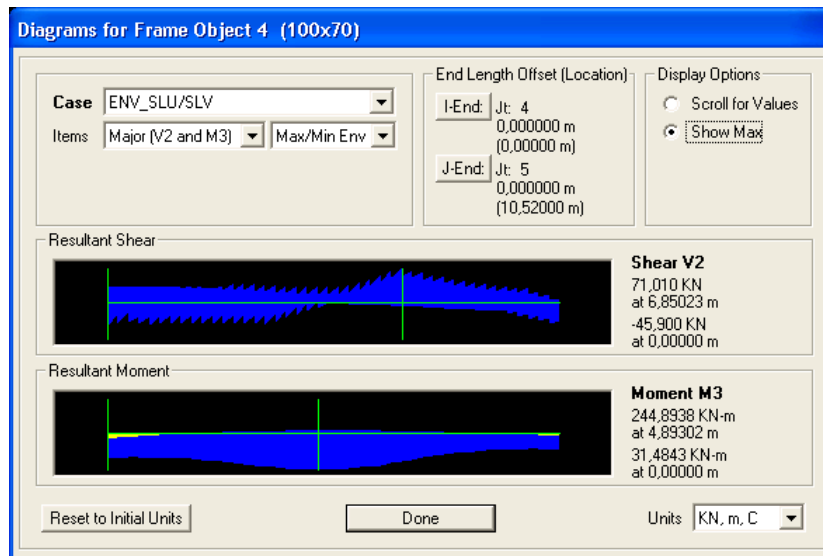 Diagrams for Frame Object 4 (100x70)
Case ENV_SLU/SLV
Items Major (V2 and M3) Max/Min Env
End Length Offset (Location)
I-End: Jt: 4
0,000000 m
(0,00000 m)
J-End: Jt: 5
0,000000 m
(10,52000 m)
Display Options
Scroll for Values
Show Max
Resultant Shear
Shear V2
71,010 KN
at 6,85023 m
-45,900 KN
at 0,00000 m
Resultant Moment
Moment M3
244,8938 KN-m
at 4,89302 m
31,4843 KN-m
at 0,00000 m
Reset to Initial Units
Done
Units KN, m, C